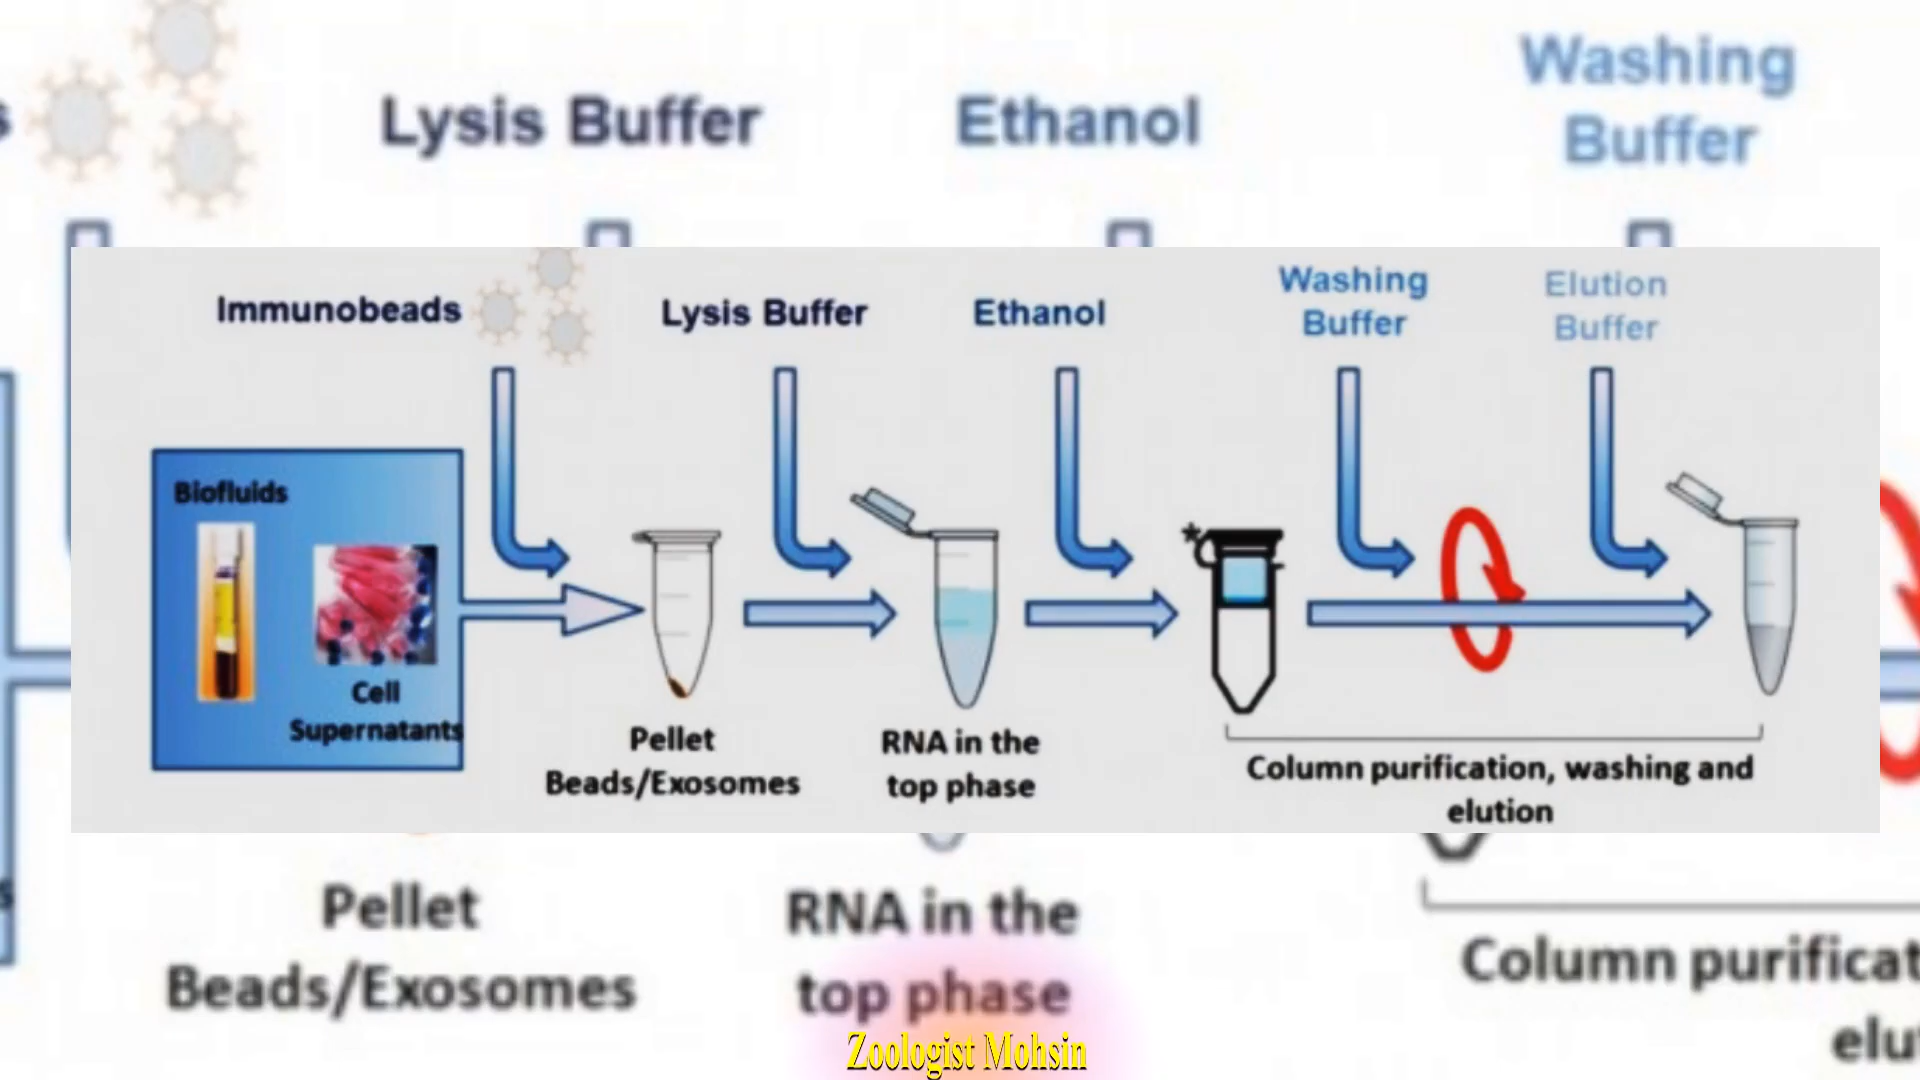 Washing
Lysis Buffer
Ethanol
Buffer
Immunobeads
Lysis Buffer
Ethanol
Washing
Buffer
Elution
Buffer
Biofluids
Cell
Supernatants
*
Pellet
Beads/Exosomes
RNA in the
top phase
Column purification, washing and
elution
Pellet
Beads/Exosomes
RNA in the
top phase
Column purificat
elut
Zoologist Mohsin